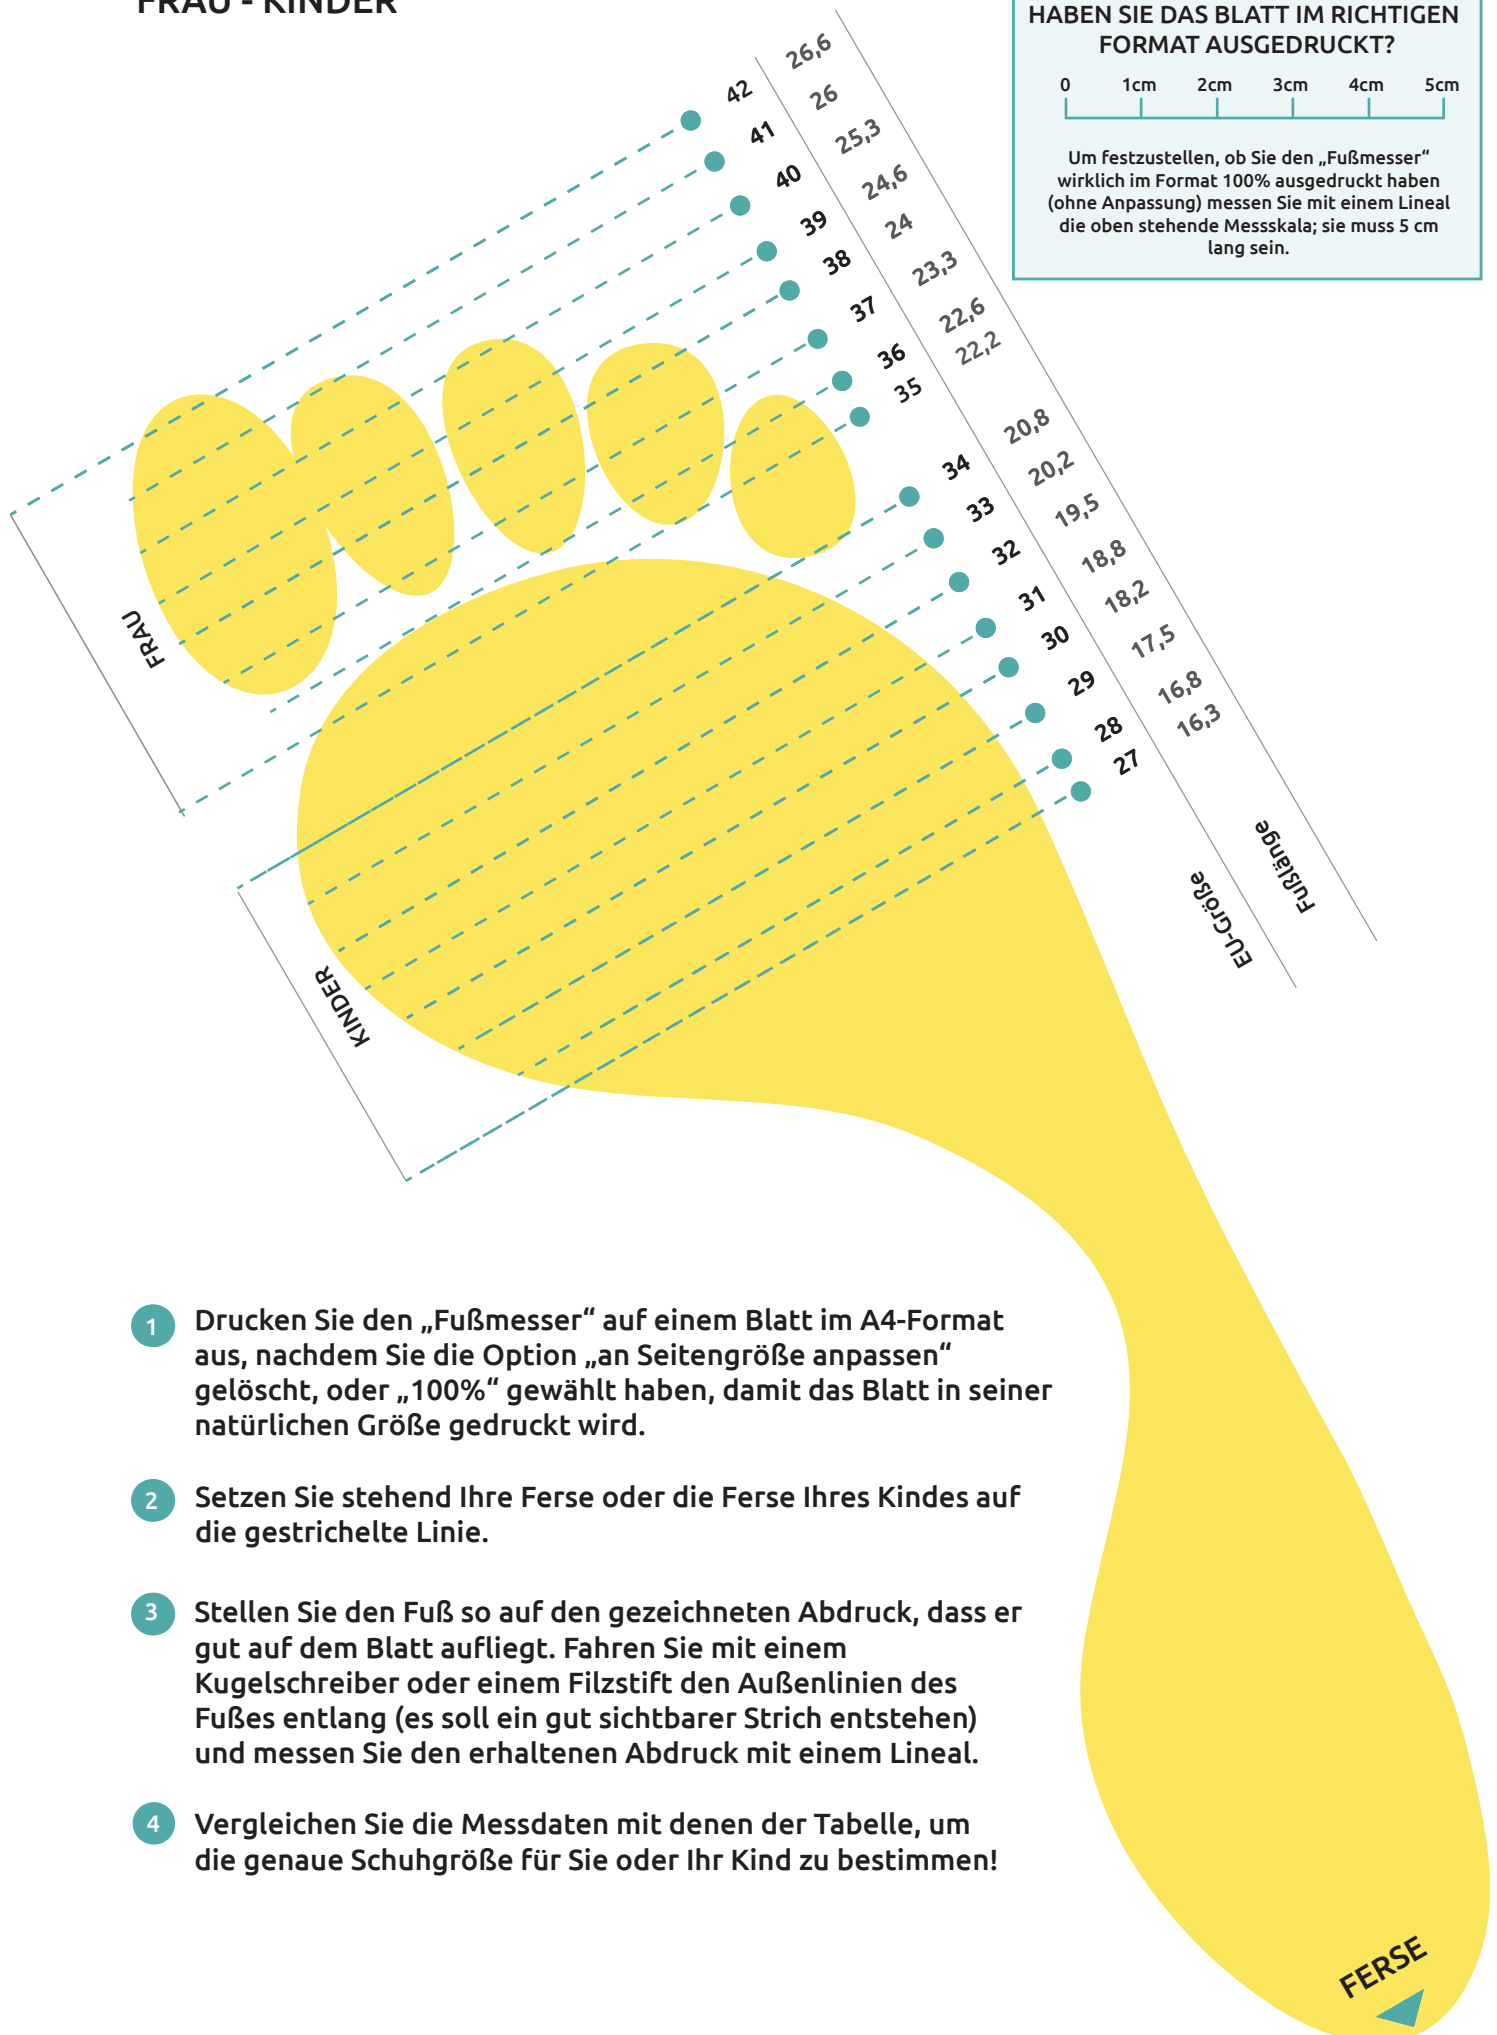 FRAU - KINDER
HABEN SIE DAS BLATT IM RICHTIGEN
FORMAT AUSGEDRUCKT?
0 1cm 2cm 3cm 4cm 5cm
Um festzustellen, ob Sie den „Fußmesser“
wirklich im Format 100% ausgedruckt haben
(ohne Anpassung) messen Sie mit einem Lineal
die oben stehende Messskala; sie muss 5 cm
lang sein.
42 26,6
41 26
40 25,3
39 24,6
38 24
37 23,3
36 22,6
35 22,2
34 20,8
33 20,2
32 19,5
31 18,8
30 18,2
29 17,5
28 16,8
27 16,3
FRAU
KINDER
EU-Größe
Fußlänge
1 Drucken Sie den „Fußmesser“ auf einem Blatt im A4-Format
aus, nachdem Sie die Option „an Seitengröße anpassen“
gelöscht, oder „100%“ gewählt haben, damit das Blatt in seiner
natürlichen Größe gedruckt wird.
2 Setzen Sie stehend Ihre Ferse oder die Ferse Ihres Kindes auf
die gestrichelte Linie.
3 Stellen Sie den Fuß so auf den gezeichneten Abdruck, dass er
gut auf dem Blatt aufliegt. Fahren Sie mit einem
Kugelschreiber oder einem Filzstift den Außenlinien des
Fußes entlang (es soll ein gut sichtbarer Strich entstehen)
und messen Sie den erhaltenen Abdruck mit einem Lineal.
4 Vergleichen Sie die Messdaten mit denen der Tabelle, um
die genaue Schuhgröße für Sie oder Ihr Kind zu bestimmen!
FERSE